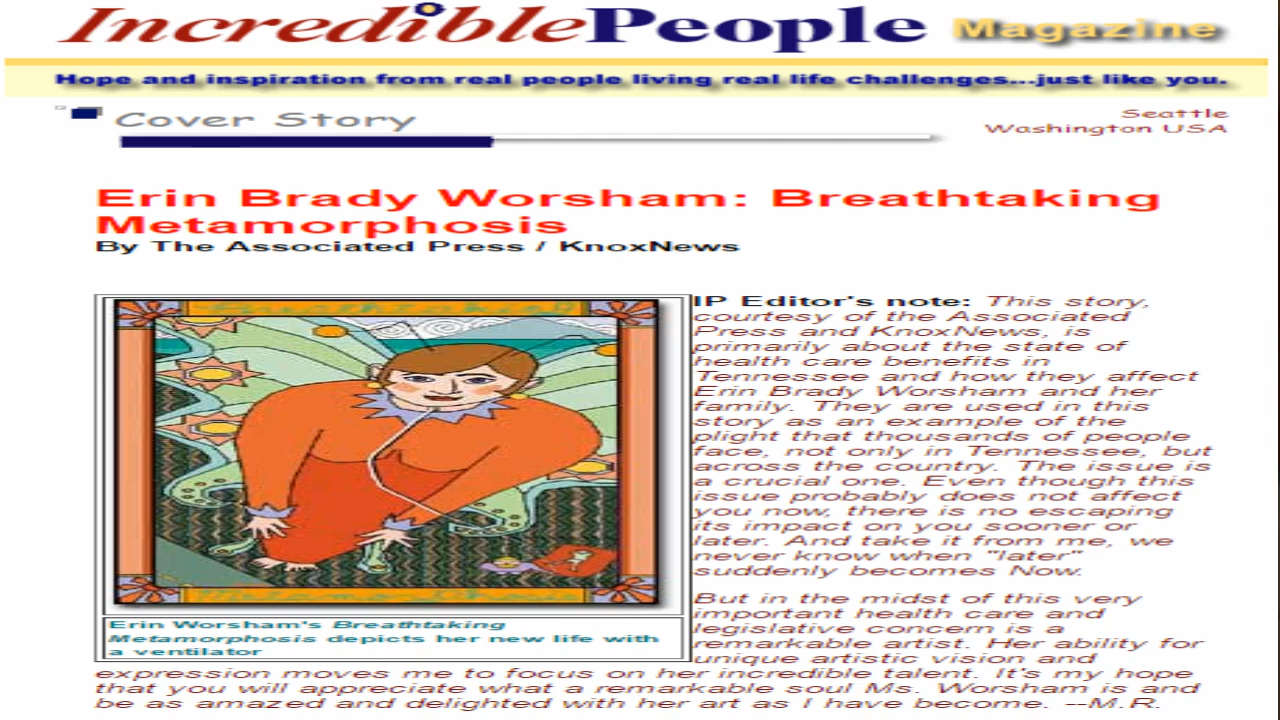 IncrediblePeople Magazine
Hope and inspiration from real people living real life challenges...just like you.
Cover Story
Seattle
Washington USA
Erin Brady Worsham: Breathtaking
Metamorphosis
By The Associated Press / KnoxNews
Breathtaking
Metamorphosis
Erin Worsham's Breathtaking
Metamorphosis depicts her new life with
a ventilator
IP Editor's note: This story,
courtesy of the Associated
Press and KnoxNews, is
primarily about the state of
health care benefits in
Tennessee and how they affect
Erin Brady Worsham and her
family. They are used in this
story as an example of the
plight that thousands of people
face, not only in Tennessee, but
across the country. The issue is
a crucial one. Even though this
issue probably does not affect
you now, there is no escaping
its impact on you sooner or
later. And take it from me, we
never know when "later"
suddenly becomes Now.
But in the midst of this very
important health care and
legislative concern is a
remarkable artist. Her ability for
unique artistic vision and
expression moves me to focus on her incredible talent. It's my hope
that you will appreciate what a remarkable soul Ms. Worsham is and
be as amazed and delighted with her art as I have become. --M.R.